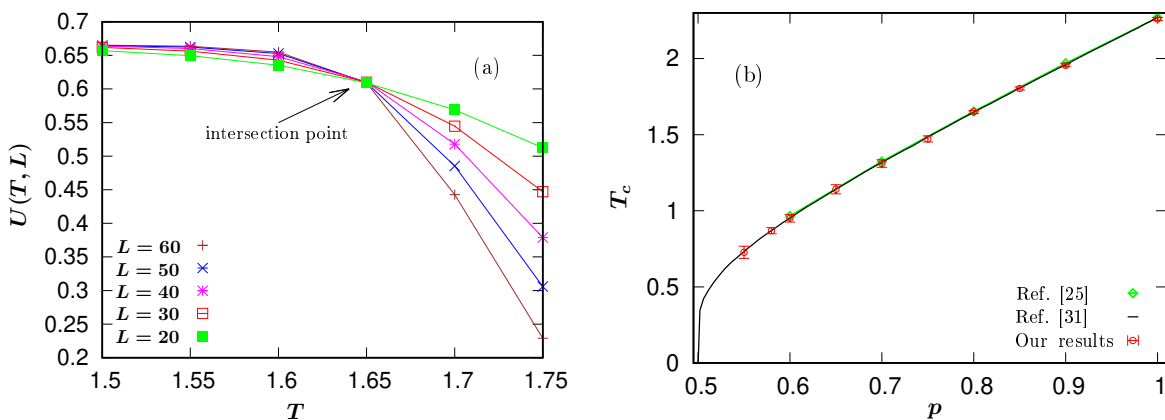 0.7
0.65
0.6
0.55
0.5
0.45
0.4
0.35
0.3
0.25
0.2
U(T, L)
(a)
intersection point
L = 60
L = 50
L = 40
L = 30
L = 20
1.5 1.55 1.6 1.65 1.7 1.75
T
2
1.5
1
0.5
0
T_c
(b)
Ref. [25]
Ref. [31]
Our results
0.5 0.6 0.7 0.8 0.9 1
p